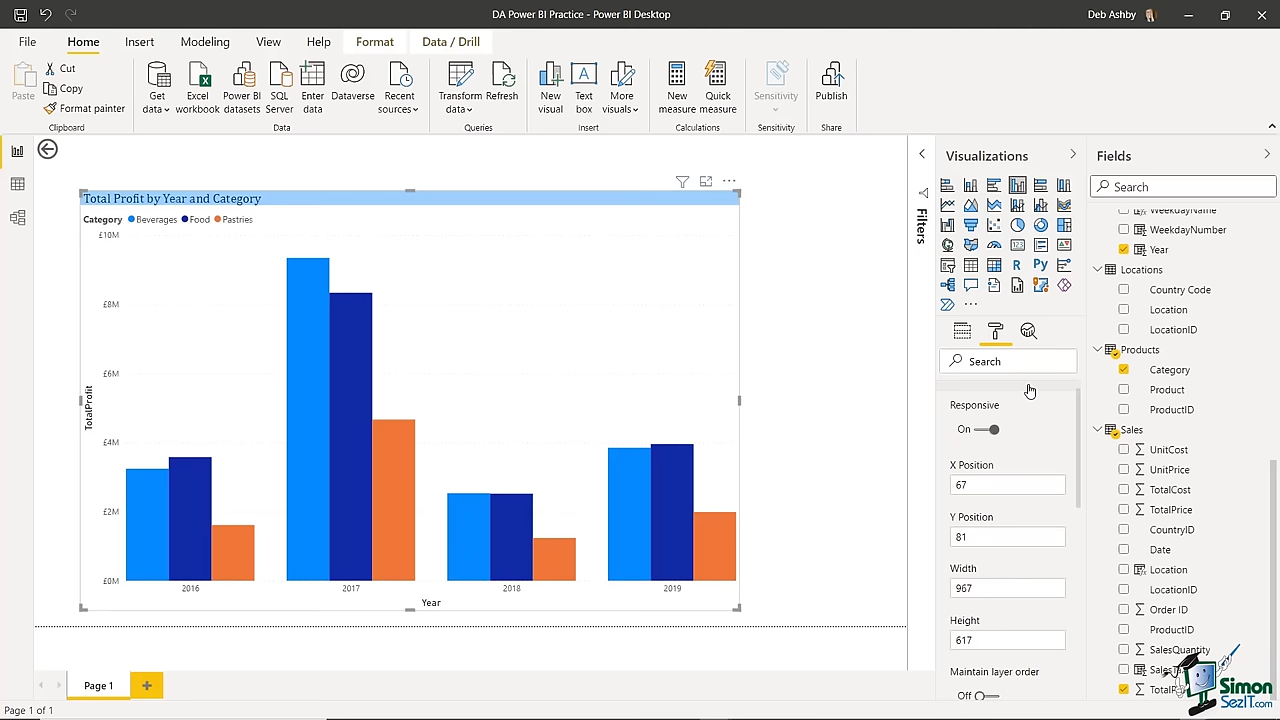 DA Power BI Practice - Power BI Desktop
Deb Ashby
File
Home
Insert
Modeling
View
Help
Format
Data / Drill
Paste
Cut
Copy
Format painter
Clipboard
Get data
Excel workbook
Power BI datasets
SQL Server
Enter data
Dataverse
Recent sources
Data
Transform data
Refresh
Queries
New visual
Text box
More visuals
Insert
New measure
Quick measure
Calculations
Sensitivity
Sensitivity
Publish
Share
Total Profit by Year and Category
Category Beverages Food Pastries
£10M
£8M
£6M
£4M
£2M
£0M
TotalProfit
2016
2017
2018
2019
Year
Filters
Visualizations
R
Py
123
Search
Responsive
On
X Position
67
Y Position
81
Width
967
Height
617
Maintain layer order
Off
Fields
Search
WeekdayName
WeekdayNumber
Year
Locations
Country Code
Location
LocationID
Products
Category
Product
ProductID
Sales
UnitCost
UnitPrice
TotalCost
TotalPrice
CountryID
Date
Location
LocationID
Order ID
ProductID
SalesQuantity
Page 1
Page 1 of 1
Simon
SezIT.com